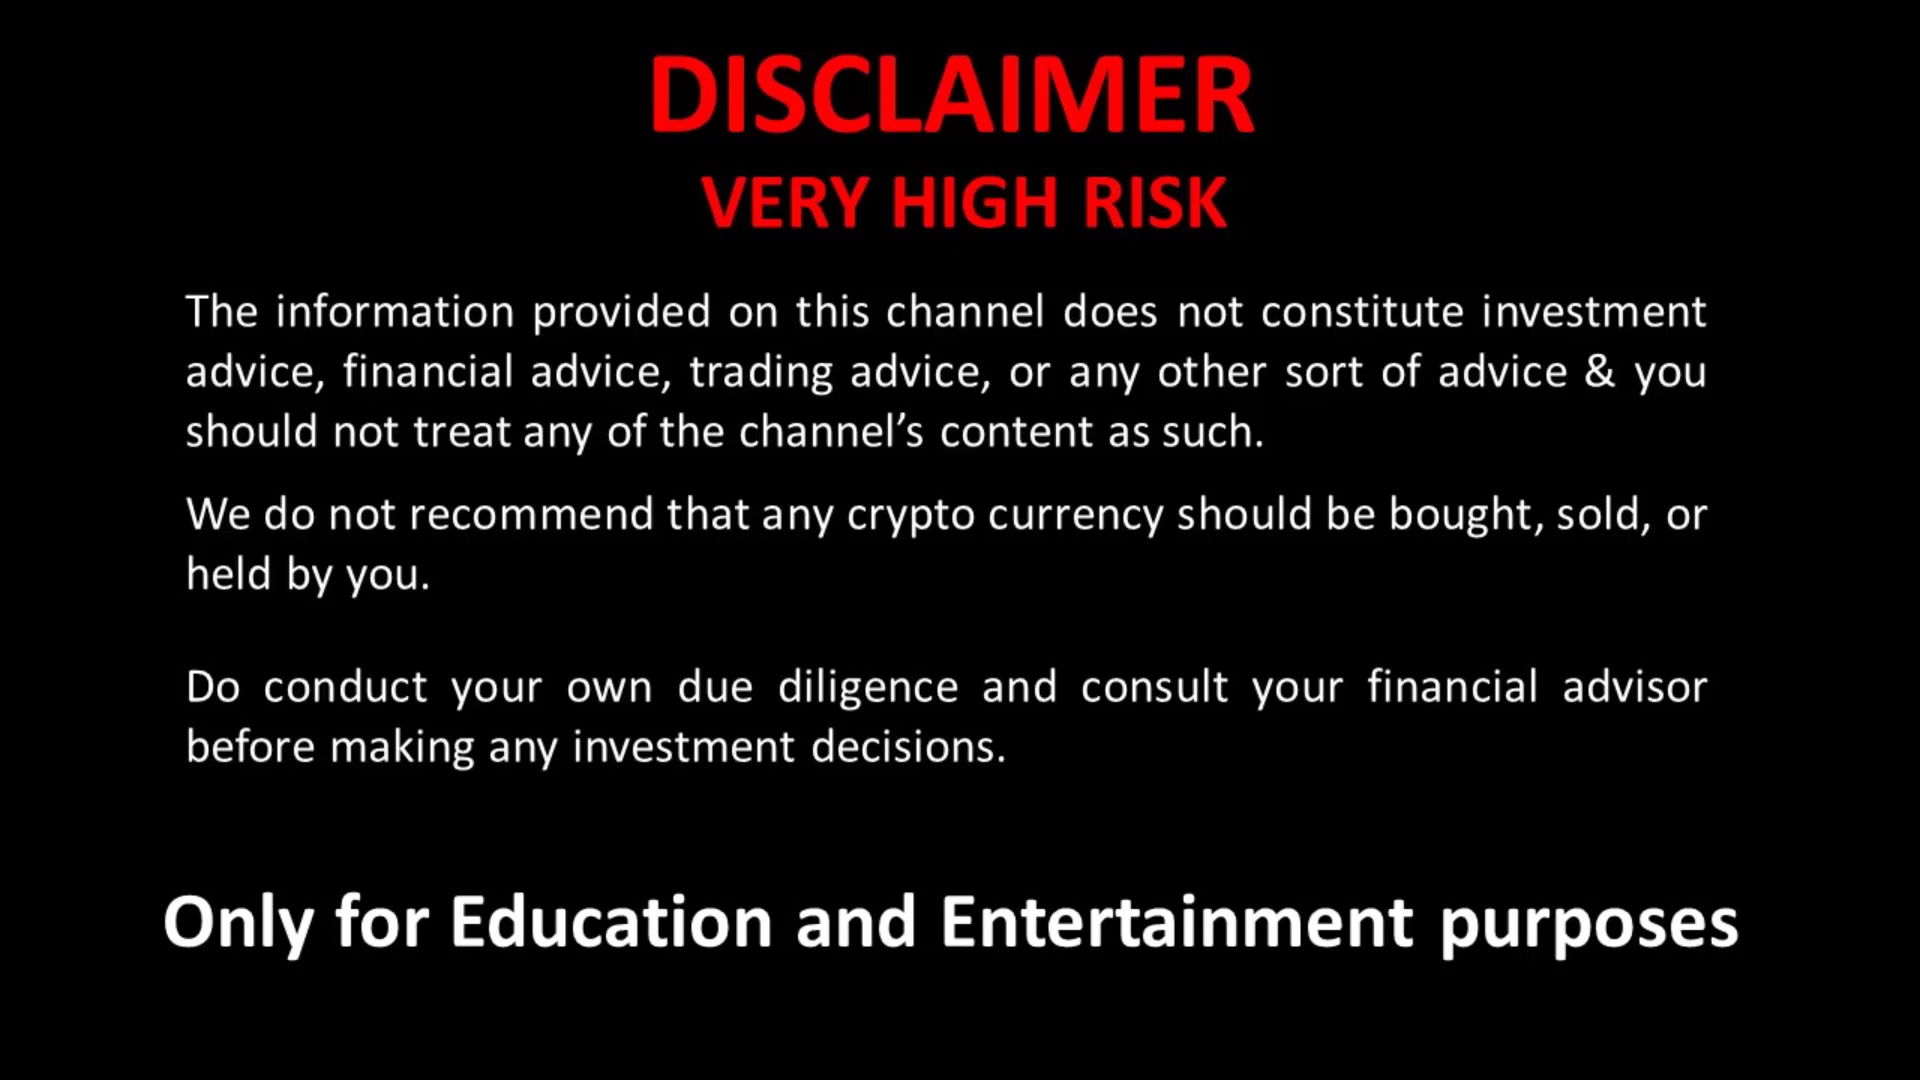 DISCLAIMER
VERY HIGH RISK
The information provided on this channel does not constitute investment
advice, financial advice, trading advice, or any other sort of advice & you
should not treat any of the channel’s content as such.
We do not recommend that any crypto currency should be bought, sold, or
held by you.
Do conduct your own due diligence and consult your financial advisor
before making any investment decisions.
Only for Education and Entertainment purposes